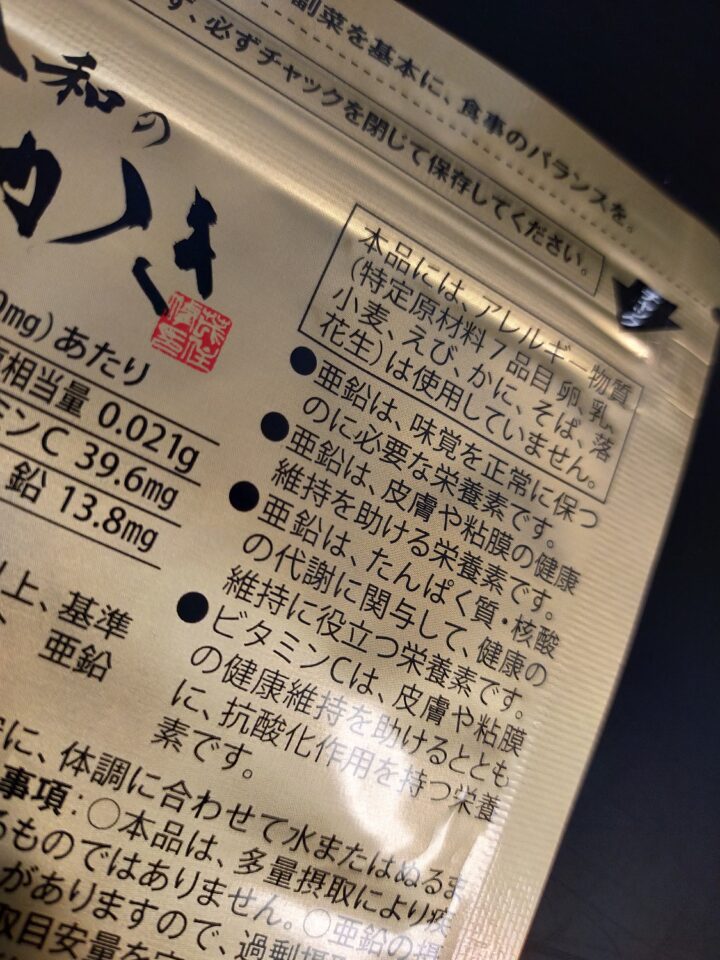 副菜を基本に、食事のバランスを。
ず、必ずチャックを閉じて保存してください。
チャック
和の
本品には、アレルギー物質
(特定原材料7品目 卵、乳、
小麦、えび、かに、そば、落
花生)は使用していません。
0mg)あたり
相当量 0.021g
ミンC 39.6mg
鉛 13.8mg
●亜鉛は、味覚を正常に保つ
のに必要な栄養素です。
●亜鉛は、皮膚や粘膜の健康
維持を助ける栄養素です。
●亜鉛は、たんぱく質・核酸
の代謝に関与して、健康の
維持に役立つ栄養素です。
●ビタミンCは、皮膚や粘膜
の健康維持を助けるととも
に、抗酸化作用を持つ栄養
素です。
上、基準
亜鉛
に、体調に合わせて水またはぬるま
事項:○本品は、多量摂取により疾
るものではありません。○亜鉛の摂
がありますので、過剰摂
取目安量を